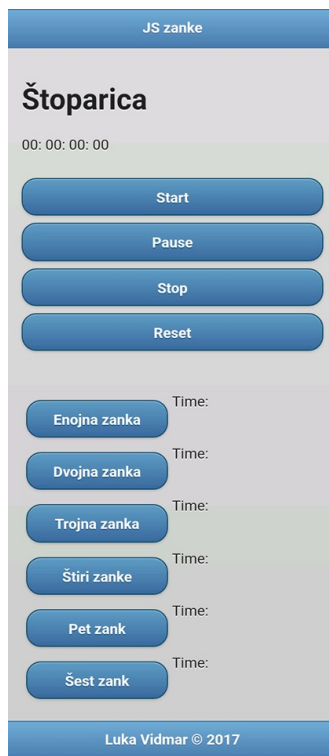 JS zanke
Štoparica
00: 00: 00: 00
Start
Pause
Stop
Reset
Enojna zanka Time:
Dvojna zanka Time:
Trojna zanka Time:
Štiri zanke Time:
Pet zank Time:
Šest zank Time:
Luka Vidmar © 2017